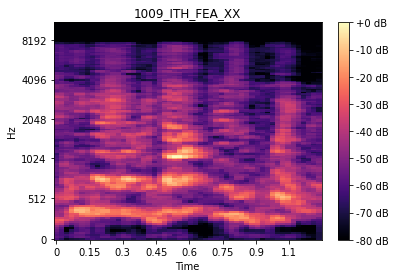 1009_ITH_FEA_XX
8192
4096
2048
1024
512
0
Hz
0 0.15 0.3 0.45 0.6 0.75 0.9 1.1
Time
+0 dB
-10 dB
-20 dB
-30 dB
-40 dB
-50 dB
-60 dB
-70 dB
-80 dB